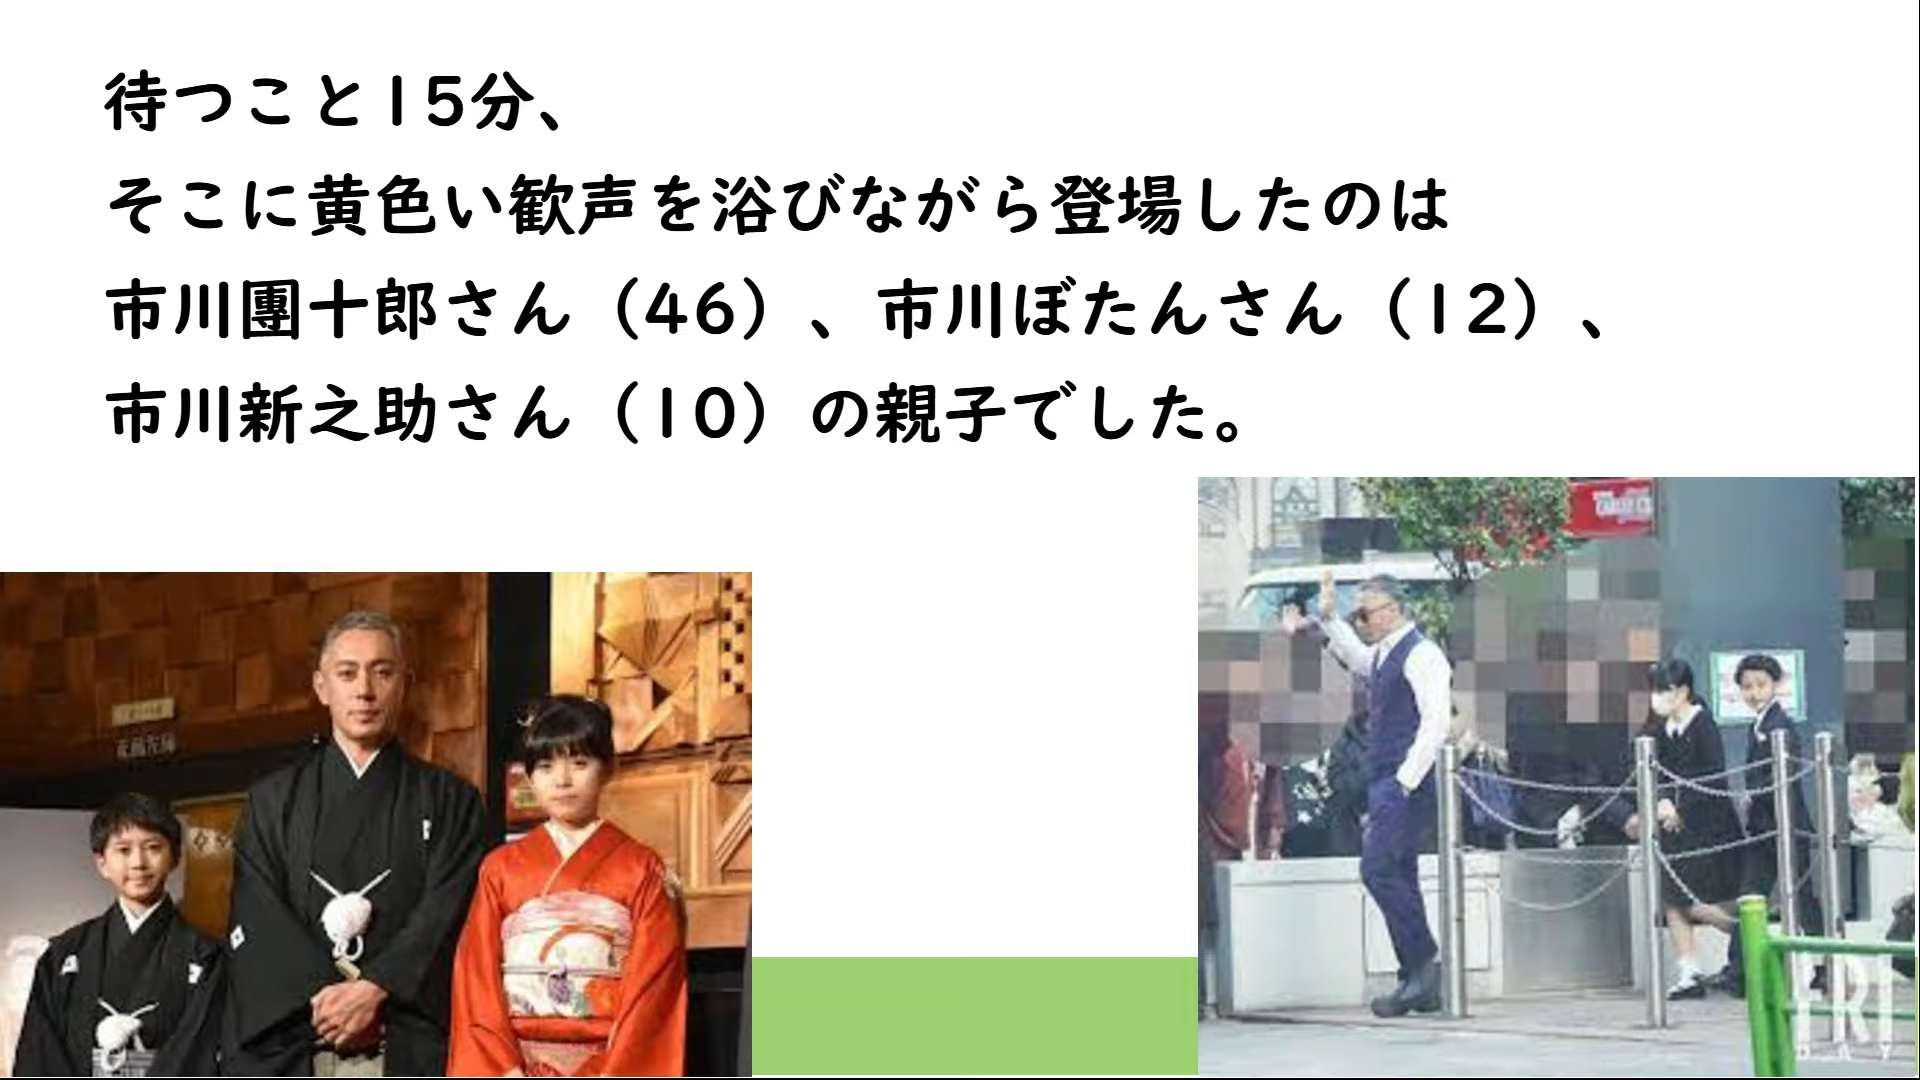 待つこと15分、
そこに黄色い歓声を浴びながら登場したのは
市川團十郎さん（46）、市川ぼたんさん（12）、
市川新之助さん（10）の親子でした。
FRI
DAY